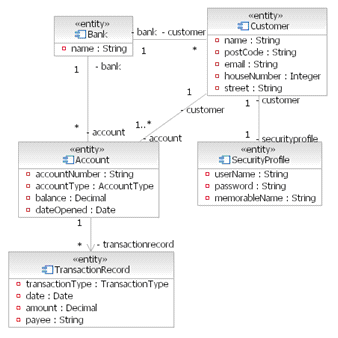 «entity»
Bank
- name : String
- bank - customer
1 *
«entity»
Customer
- name : String
- postCode : String
- email : String
- houseNumber : Integer
- street : String
1
- bank
*
- account
1
- customer
1..*
- account
- customer
1
1
- securityprofile
«entity»
SecurityProfile
- userName : String
- password : String
- memorableName : String
«entity»
Account
- accountNumber : String
- accountType : AccountType
- balance : Decimal
- dateOpened : Date
1
* - transactionrecord
«entity»
TransactionRecord
- transactionType : TransactionType
- date : Date
- amount : Decimal
- payee : String